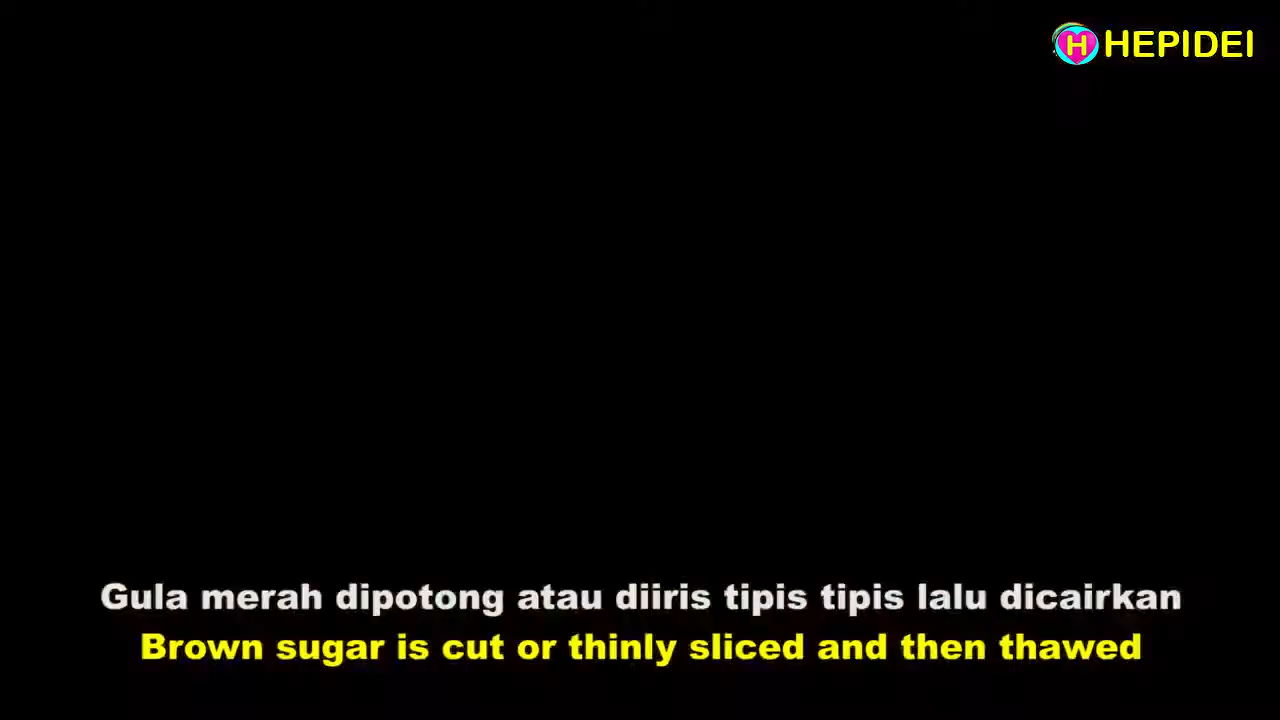 H HEPIDEI
Gula merah dipotong atau diiris tipis tipis lalu dicairkan
Brown sugar is cut or thinly sliced and then thawed